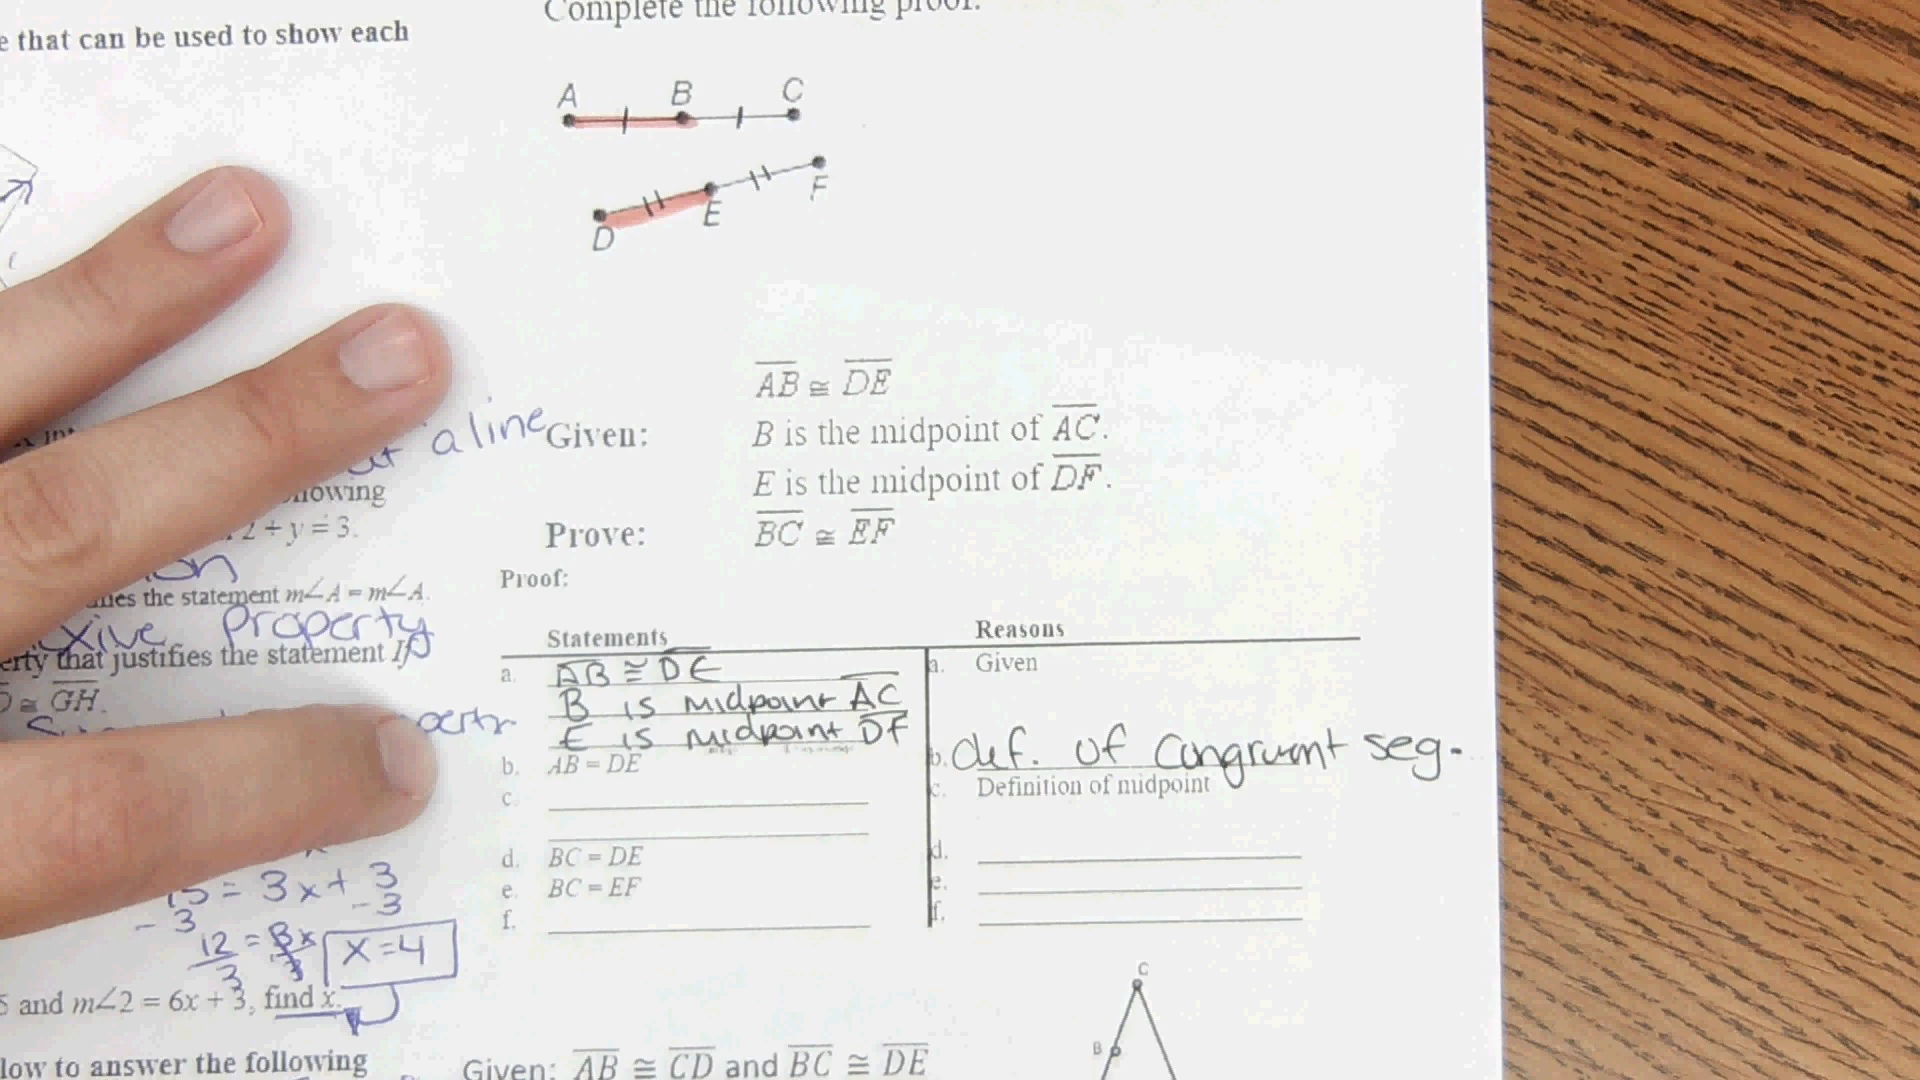 e that can be used to show each
a line
nowing
2 + y = 3.
on
the statement m∠A = m∠A.
xive Property
erty that justifies the statement If
≅ GH.
15 = 3x + 3
- 3 - 3
12 = 3x
3 3
x=4
5 and m∠2 = 6x + 3, find x.
low to answer the following
Complete the following proof.
A B C
D E F
AB ≅ DE
Given: B is the midpoint of AC.
E is the midpoint of DF.
Prove: BC ≅ EF
Proof:
Statements Reasons
a. AB ≅ DE a. Given
B is midpoint AC
E is midpoint DF
b. AB = DE b. def. of Congruent seg.
c. c. Definition of midpoint
d. BC = DE d.
e. BC = EF e.
f. f.
C
B
Given: AB ≅ CD and BC ≅ DE